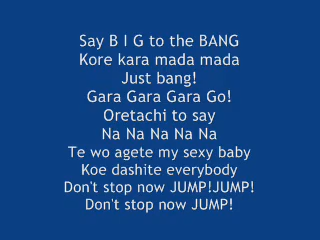 Say B I G to the BANG
Kore kara mada mada
Just bang!
Gara Gara Gara Go!
Oretachi to say
Na Na Na Na Na
Te wo agete my sexy baby
Koe dashite everybody
Don't stop now JUMP!JUMP!
Don't stop now JUMP!